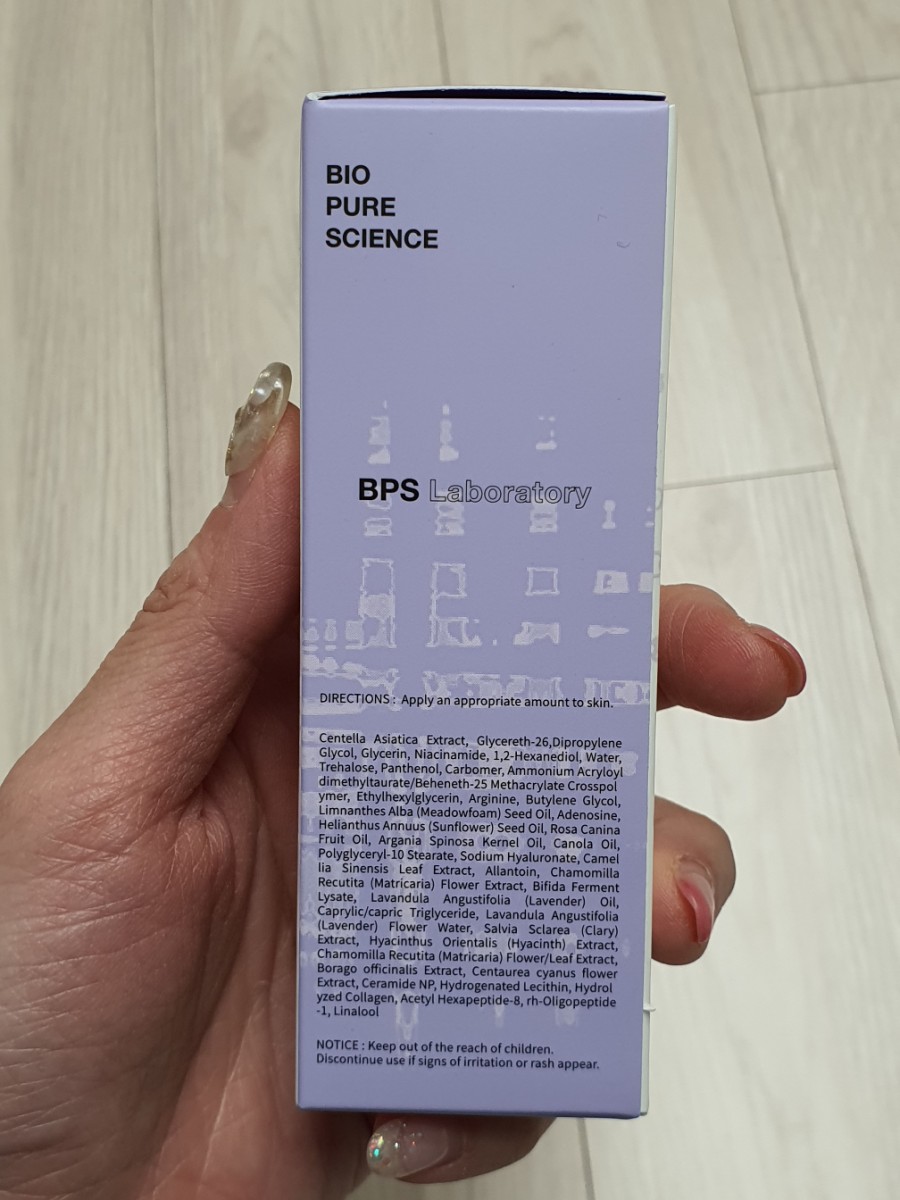 BIO
PURE
SCIENCE
BPS Laboratory
DIRECTIONS : Apply an appropriate amount to skin.
Centella Asiatica Extract, Glycereth-26,Dipropylene
Glycol, Glycerin, Niacinamide, 1,2-Hexanediol, Water,
Trehalose, Panthenol, Carbomer, Ammonium Acryloyl
dimethyltaurate/Beheneth-25 Methacrylate Crosspol
ymer, Ethylhexylglycerin, Arginine, Butylene Glycol,
Limnanthes Alba (Meadowfoam) Seed Oil, Adenosine,
Helianthus Annuus (Sunflower) Seed Oil, Rosa Canina
Fruit Oil, Argania Spinosa Kernel Oil, Canola Oil,
Polyglyceryl-10 Stearate, Sodium Hyaluronate, Camel
lia Sinensis Leaf Extract, Allantoin, Chamomilla
Recutita (Matricaria) Flower Extract, Bifida Ferment
Lysate, Lavandula Angustifolia (Lavender) Oil,
Caprylic/capric Triglyceride, Lavandula Angustifolia
(Lavender) Flower Water, Salvia Sclarea (Clary)
Extract, Hyacinthus Orientalis (Hyacinth) Extract,
Chamomilla Recutita (Matricaria) Flower/Leaf Extract,
Borago officinalis Extract, Centaurea cyanus flower
Extract, Ceramide NP, Hydrogenated Lecithin, Hydrol
yzed Collagen, Acetyl Hexapeptide-8, rh-Oligopeptide
-1, Linalool
NOTICE : Keep out of the reach of children.
Discontinue use if signs of irritation or rash appear.